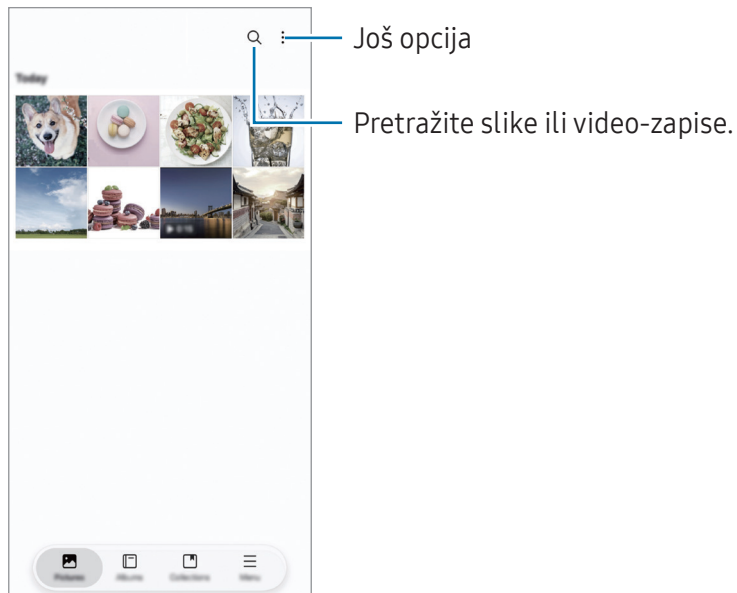 Još opcija
Today
Pretražite slike ili video-zapise.
Pictures
Albums
Collections
Menu